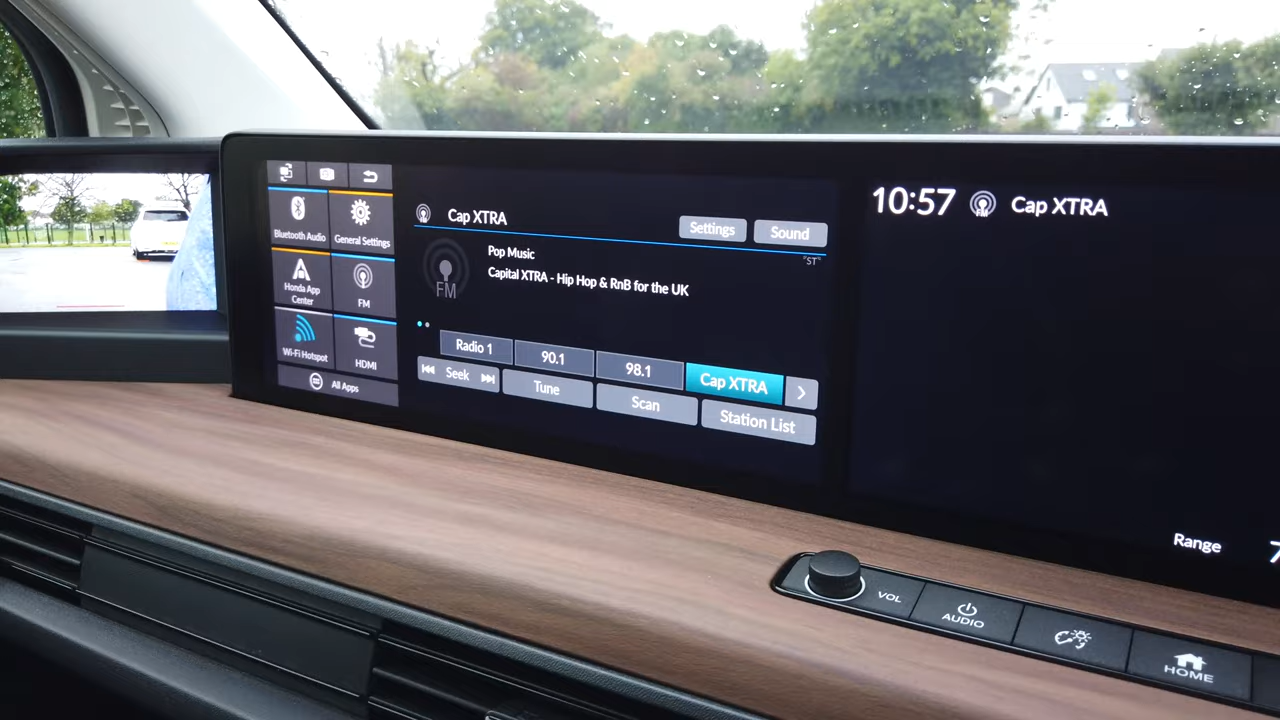 Bluetooth Audio
General Settings
Honda App
Center
FM
Wi-Fi Hotspot
HDMI
All Apps
Cap XTRA
Settings
Sound
"ST"
FM
Pop Music
Capital XTRA - Hip Hop & RnB for the UK
Radio 1
90.1
98.1
Cap XTRA
Seek
Tune
Scan
Station List
10:57
FM
Cap XTRA
Range
7
VOL
AUDIO
HOME